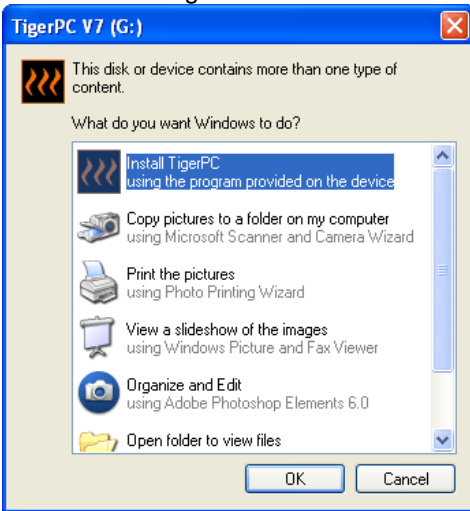 TigerPC V7 (G:)
This disk or device contains more than one type of
content.
What do you want Windows to do?
Install TigerPC
using the program provided on the device
Copy pictures to a folder on my computer
using Microsoft Scanner and Camera Wizard
Print the pictures
using Photo Printing Wizard
View a slideshow of the images
using Windows Picture and Fax Viewer
Organize and Edit
using Adobe Photoshop Elements 6.0
Open folder to view files
OK
Cancel